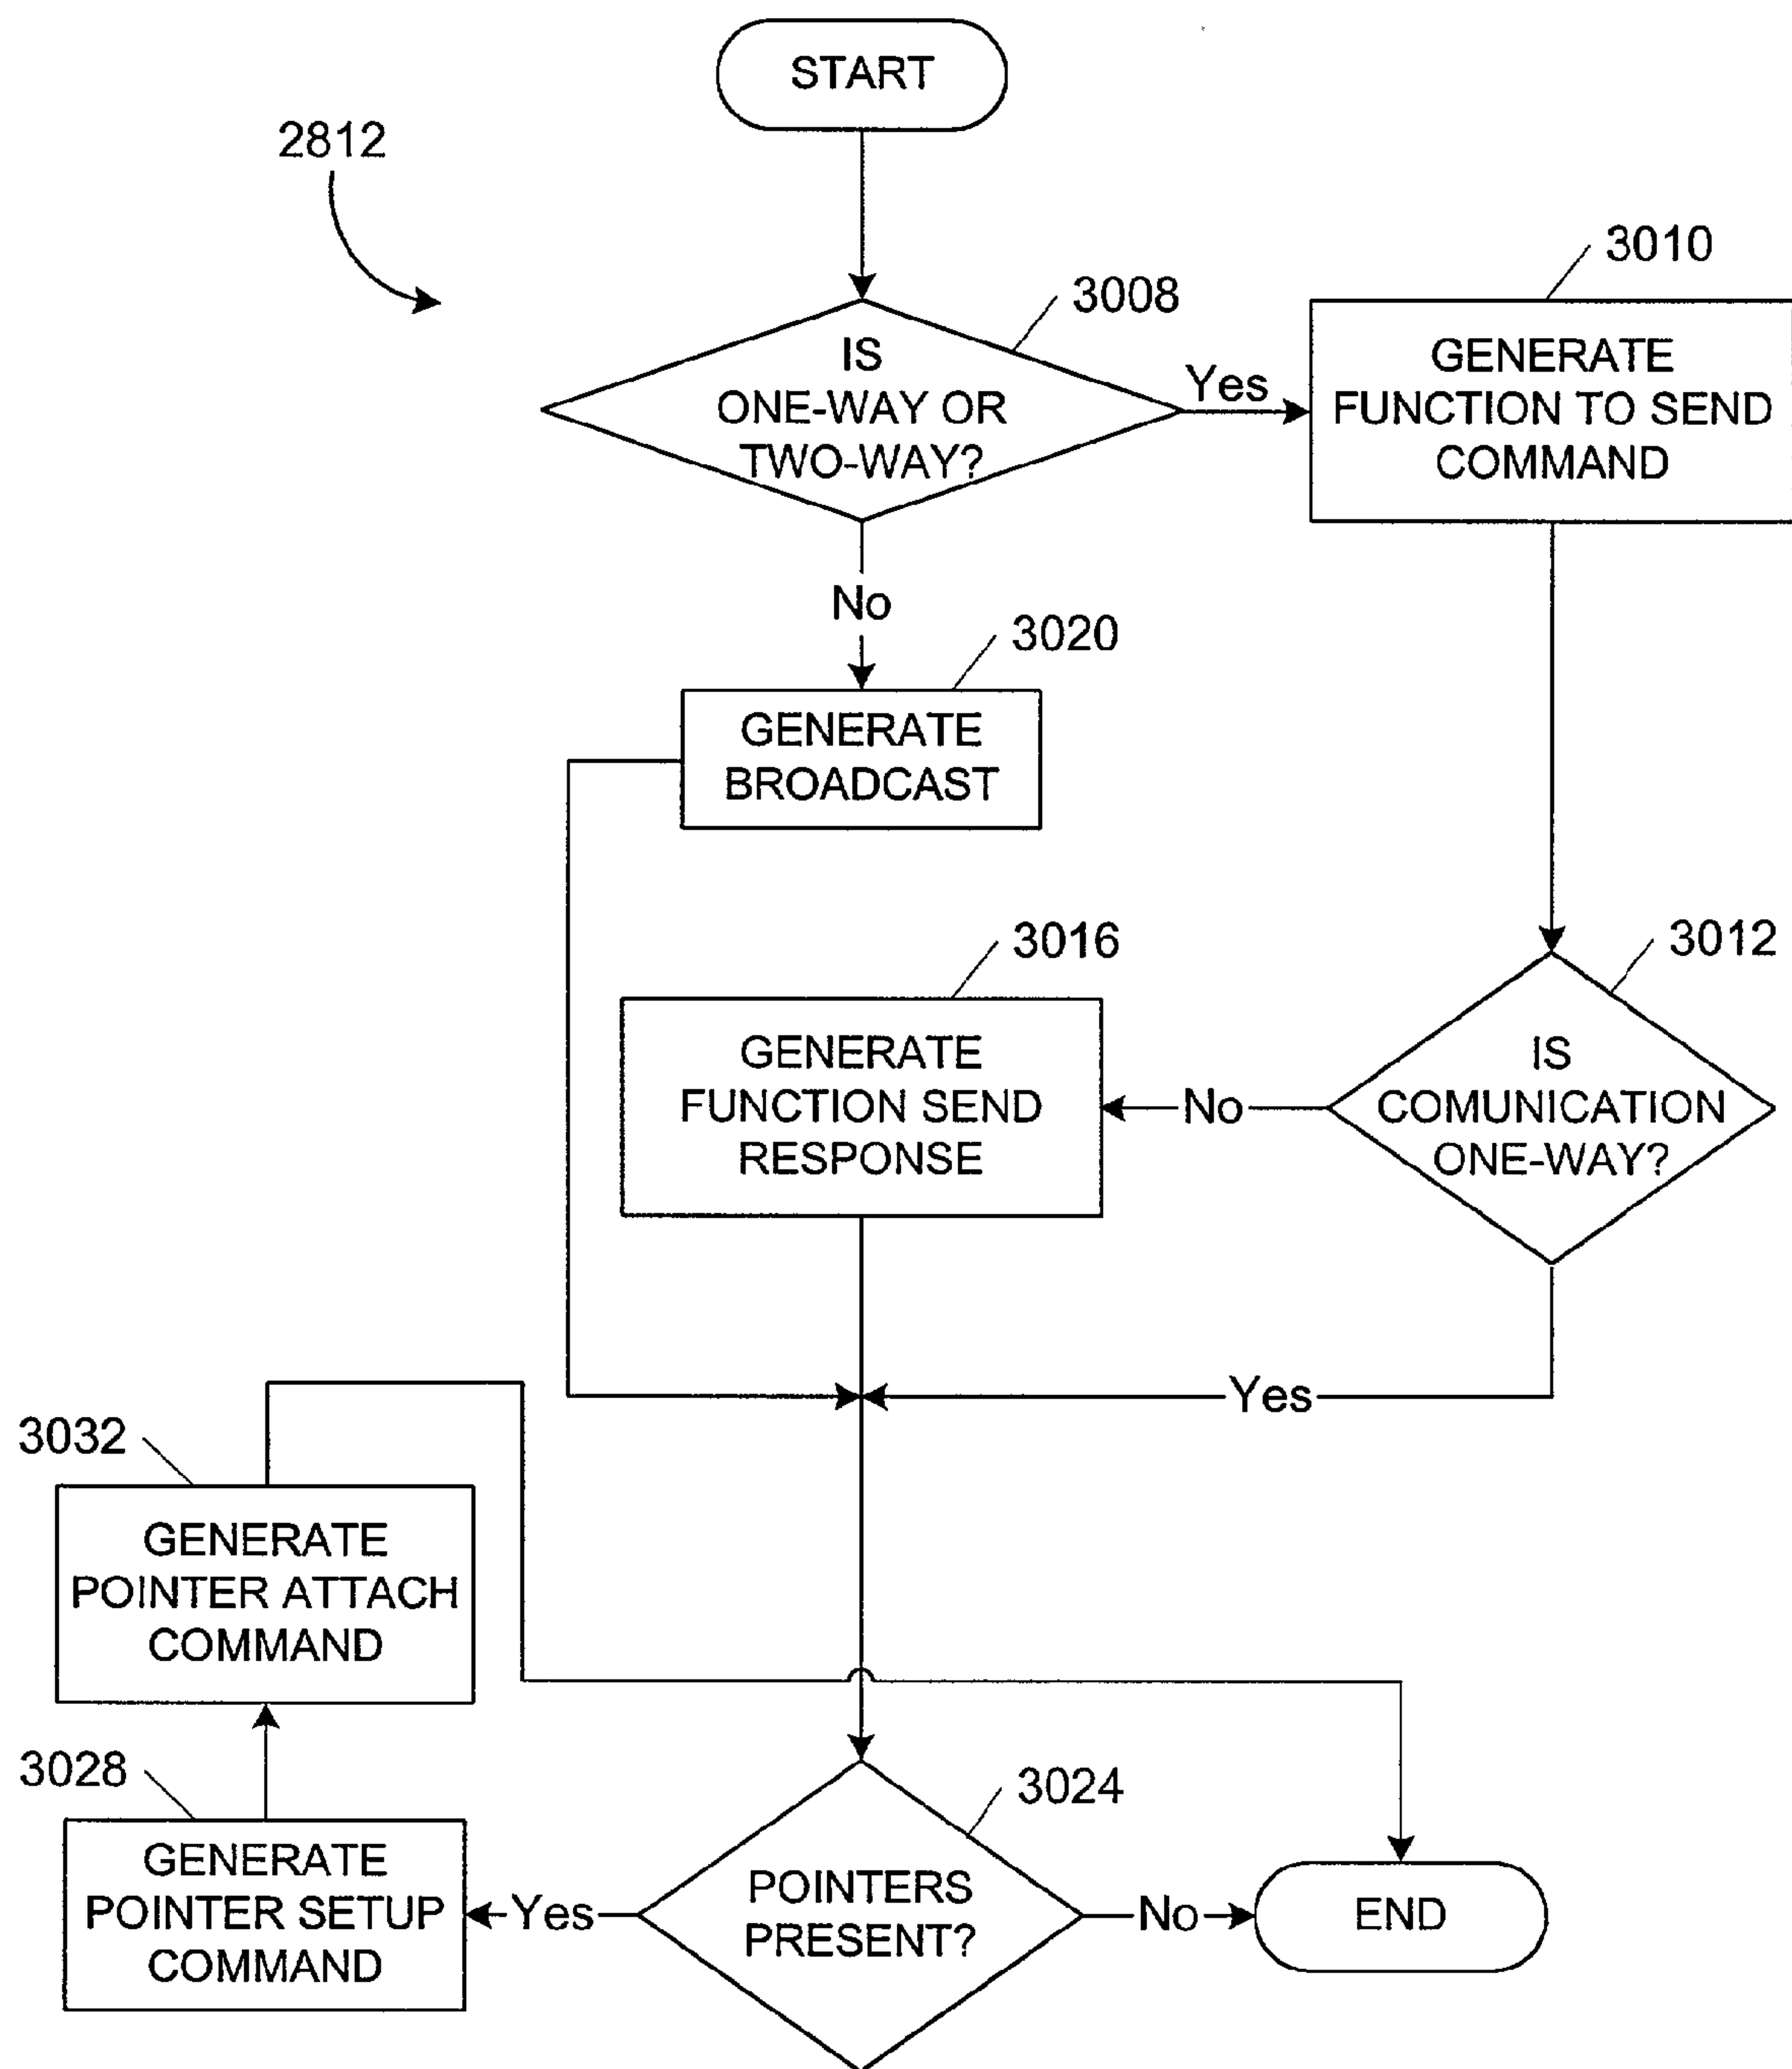 START
2812
3008
IS
ONE-WAY OR
TWO-WAY?
Yes
3010
GENERATE
FUNCTION TO SEND
COMMAND
No
3020
GENERATE
BROADCAST
3016
GENERATE
FUNCTION SEND
RESPONSE
No
3012
IS
COMUNICATION
ONE-WAY?
Yes
3032
GENERATE
POINTER ATTACH
COMMAND
3028
GENERATE
POINTER SETUP
COMMAND
Yes
3024
POINTERS
PRESENT?
No
END